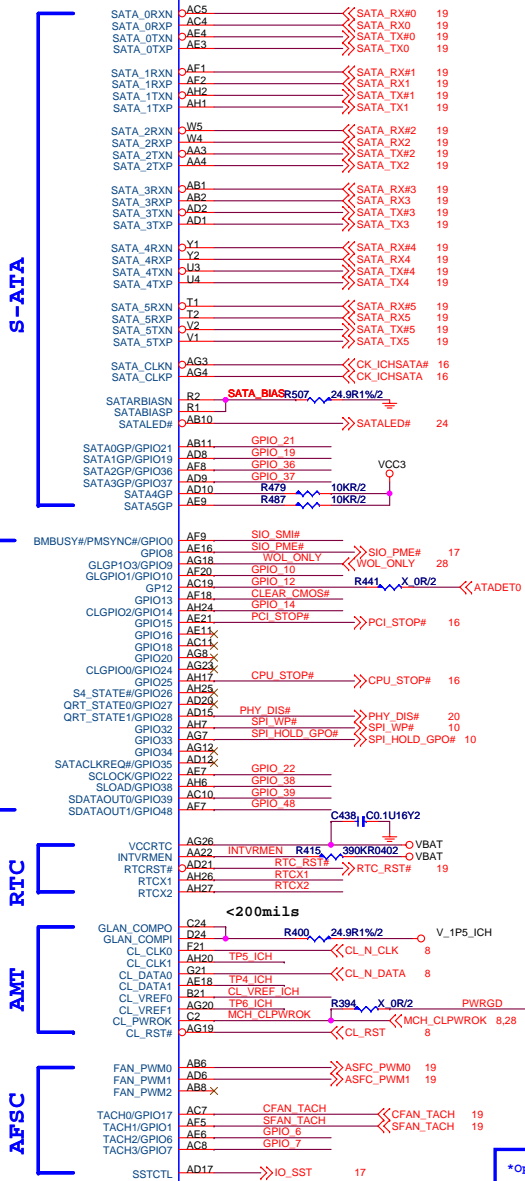 SATA_0RXN AC5 SATA_RX#0 19
SATA_0RXP AC4 SATA_RX0 19
SATA_0TXN AE4 SATA_TX#0 19
SATA_0TXP AE3 SATA_TX0 19
SATA_1RXN AF1 SATA_RX#1 19
SATA_1RXP AF2 SATA_RX1 19
SATA_1TXN AH2 SATA_TX#1 19
SATA_1TXP AH1 SATA_TX1 19
SATA_2RXN W5 SATA_RX#2 19
SATA_2RXP W4 SATA_RX2 19
SATA_2TXN AA3 SATA_TX#2 19
SATA_2TXP AA4 SATA_TX2 19
SATA_3RXN AB1 SATA_RX#3 19
SATA_3RXP AB2 SATA_RX3 19
SATA_3TXN AD2 SATA_TX#3 19
SATA_3TXP AD1 SATA_TX3 19
S-ATA
SATA_4RXN Y1 SATA_RX#4 19
SATA_4RXP Y2 SATA_RX4 19
SATA_4TXN U3 SATA_TX#4 19
SATA_4TXP U4 SATA_TX4 19
SATA_5RXN T1 SATA_RX#5 19
SATA_5RXP T2 SATA_RX5 19
SATA_5TXN V2 SATA_TX#5 19
SATA_5TXP V1 SATA_TX5 19
SATA_CLKN AG3 CK_ICHSATA# 16
SATA_CLKP AG4 CK_ICHSATA 16
SATARBIASN R2 SATA_BIAS R507 24.9R1%/2
SATABIASP R1
SATALED# AB10 SATALED# 24
SATA0GP/GPIO21 AB11 GPIO_21
SATA1GP/GPIO19 AD8 GPIO_19
SATA2GP/GPIO36 AF8 GPIO_36 VCC3
SATA3GP/GPIO37 AD9 GPIO_37
SATA4GP AD10 R479 10KR/2
SATA5GP AE9 R487 10KR/2
BMBUSY#/PMSYNC#/GPIO0 AF9 SIO_SMI#
GPIO8 AE16 SIO_PME# SIO_PME# 17
GLGP1O3/GPIO9 AG18 WOL_ONLY WOL_ONLY 28
GLGPIO1/GPIO10 AF20 GPIO_10
GP12 AC19 GPIO_12 R441 X_0R/2 ATADET0
GPIO13 AF18 CLEAR_CMOS#
CLGPIO2/GPIO14 AH24 GPIO_14
GPIO15 AE21 PCI_STOP# PCI_STOP# 16
GPIO16 AE11
GPIO18 AC11
GPIO20 AG8
CLGPIO0/GPIO24 AG23
GPIO25 AH17 CPU_STOP# CPU_STOP# 16
S4_STATE#/GPIO26 AH25
QRT_STATE0/GPIO27 AD20
QRT_STATE1/GPIO28 AD15 PHY_DIS# PHY_DIS# 20
GPIO32 AH7 SPI_WP# SPI_WP# 10
GPIO33 AG7 SPI_HOLD_GPO# SPI_HOLD_GPO# 10
GPIO34 AG12
SATACLKREQ#/GPIO35 AD12
SCLOCK/GPIO22 AE7 GPIO_22
SLOAD/GPIO38 AH6 GPIO_38
SDATAOUT0/GPIO39 AC10 GPIO_39
SDATAOUT1/GPIO48 AF7 GPIO_48
C438 C0.1U16Y2
RTC
VCCRTC AG26 VBAT
INTVRMEN AA22 INTVRMEN R415 390KR0402 VBAT
RTCRST# AD21 RTC_RST# RTC_RST# 19
RTCX1 AH26 RTCX1
RTCX2 AH27 RTCX2
<200mils
AMT
GLAN_COMPO C24
GLAN_COMPI D24 R400 24.9R1%/2 V_1P5_ICH
CL_CLK0 F21 CL_N_CLK 8
CL_CLK1 AH20 TP5_ICH
CL_DATA0 G21 CL_N_DATA 8
CL_DATA1 AE18 TP4_ICH
CL_VREF0 B21 CL_VREF_ICH
CL_VREF1 AG20 TP6_ICH R394 X_0R/2 PWRGD
CL_PWROK C2 MCH_CLPWROK MCH_CLPWROK 8,28
CL_RST# AG19 CL_RST 8
AFSC
FAN_PWM0 AB6 ASFC_PWM0 19
FAN_PWM1 AD6 ASFC_PWM1 19
FAN_PWM2 AB8
TACH0/GPIO17 AC7 CFAN_TACH CFAN_TACH 19
TACH1/GPIO1 AF5 SFAN_TACH SFAN_TACH 19
TACH2/GPIO6 AE6 GPIO_6
TACH3/GPIO7 AC8 GPIO_7
SSTCTL AD17 IO_SST 17